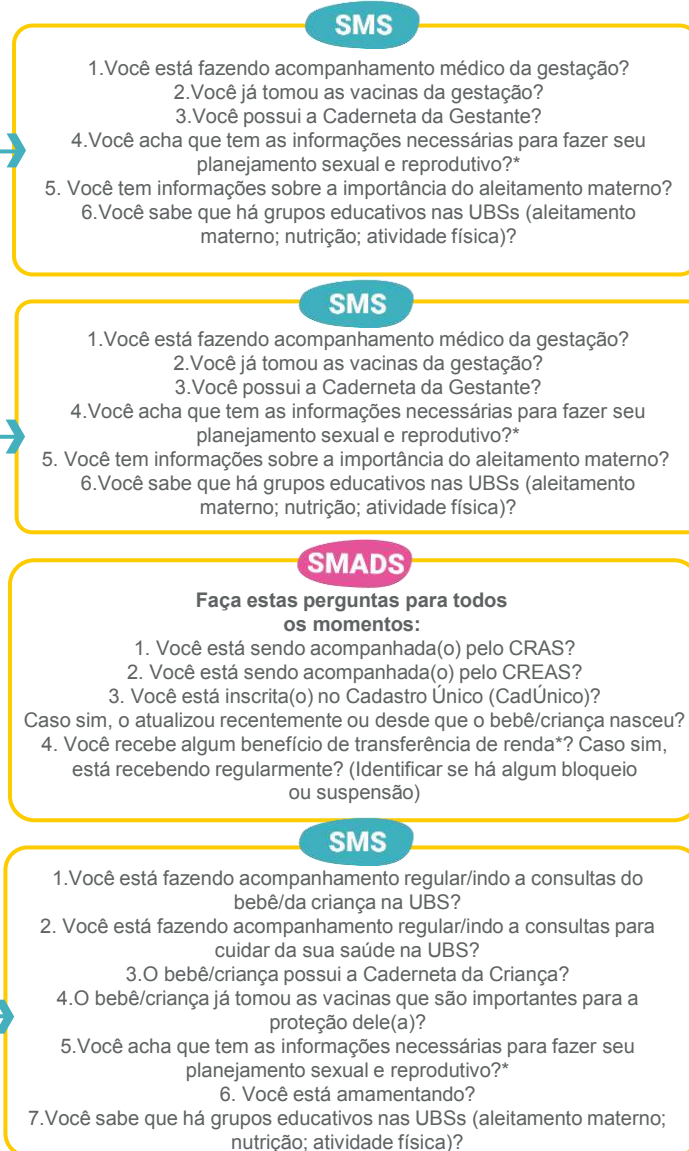 SMS
1.Você está fazendo acompanhamento médico da gestação?
2.Você já tomou as vacinas da gestação?
3.Você possui a Caderneta da Gestante?
4.Você acha que tem as informações necessárias para fazer seu
planejamento sexual e reprodutivo?*
5. Você tem informações sobre a importância do aleitamento materno?
6.Você sabe que há grupos educativos nas UBSs (aleitamento
materno; nutrição; atividade física)?
SMS
1.Você está fazendo acompanhamento médico da gestação?
2.Você já tomou as vacinas da gestação?
3.Você possui a Caderneta da Gestante?
4.Você acha que tem as informações necessárias para fazer seu
planejamento sexual e reprodutivo?*
5. Você tem informações sobre a importância do aleitamento materno?
6.Você sabe que há grupos educativos nas UBSs (aleitamento
materno; nutrição; atividade física)?
SMADS
Faça estas perguntas para todos
os momentos:
1. Você está sendo acompanhada(o) pelo CRAS?
2. Você está sendo acompanhada(o) pelo CREAS?
3. Você está inscrita(o) no Cadastro Único (CadÚnico)?
Caso sim, o atualizou recentemente ou desde que o bebê/criança nasceu?
4. Você recebe algum benefício de transferência de renda*? Caso sim,
está recebendo regularmente? (Identificar se há algum bloqueio
ou suspensão)
SMS
1.Você está fazendo acompanhamento regular/indo a consultas do
bebê/da criança na UBS?
2. Você está fazendo acompanhamento regular/indo a consultas para
cuidar da sua saúde na UBS?
3.O bebê/criança possui a Caderneta da Criança?
4.O bebê/criança já tomou as vacinas que são importantes para a
proteção dele(a)?
5.Você acha que tem as informações necessárias para fazer seu
planejamento sexual e reprodutivo?*
6. Você está amamentando?
7.Você sabe que há grupos educativos nas UBSs (aleitamento materno;
nutrição; atividade física)?